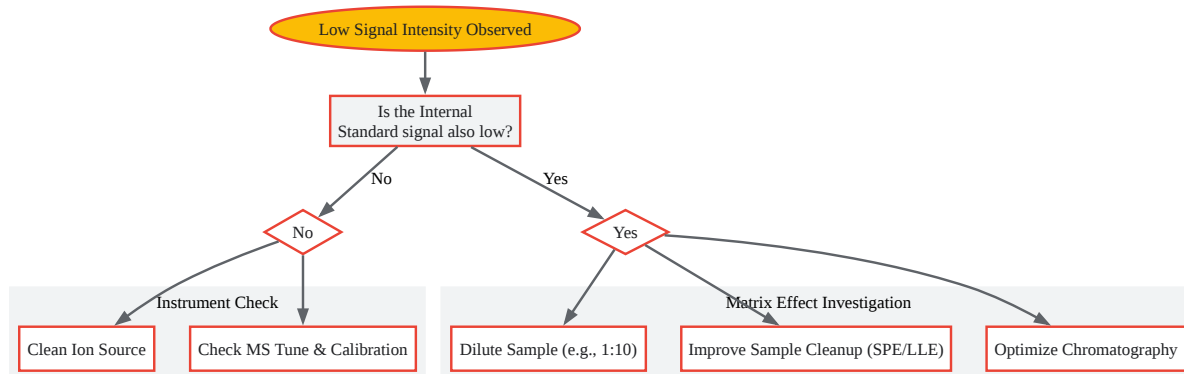 Low Signal Intensity Observed
Is the Internal
Standard signal also low?
No
Yes
No
Yes
Instrument Check
Matrix Effect Investigation
Clean Ion Source
Check MS Tune & Calibration
Dilute Sample (e.g., 1:10)
Improve Sample Cleanup (SPE/LLE)
Optimize Chromatography